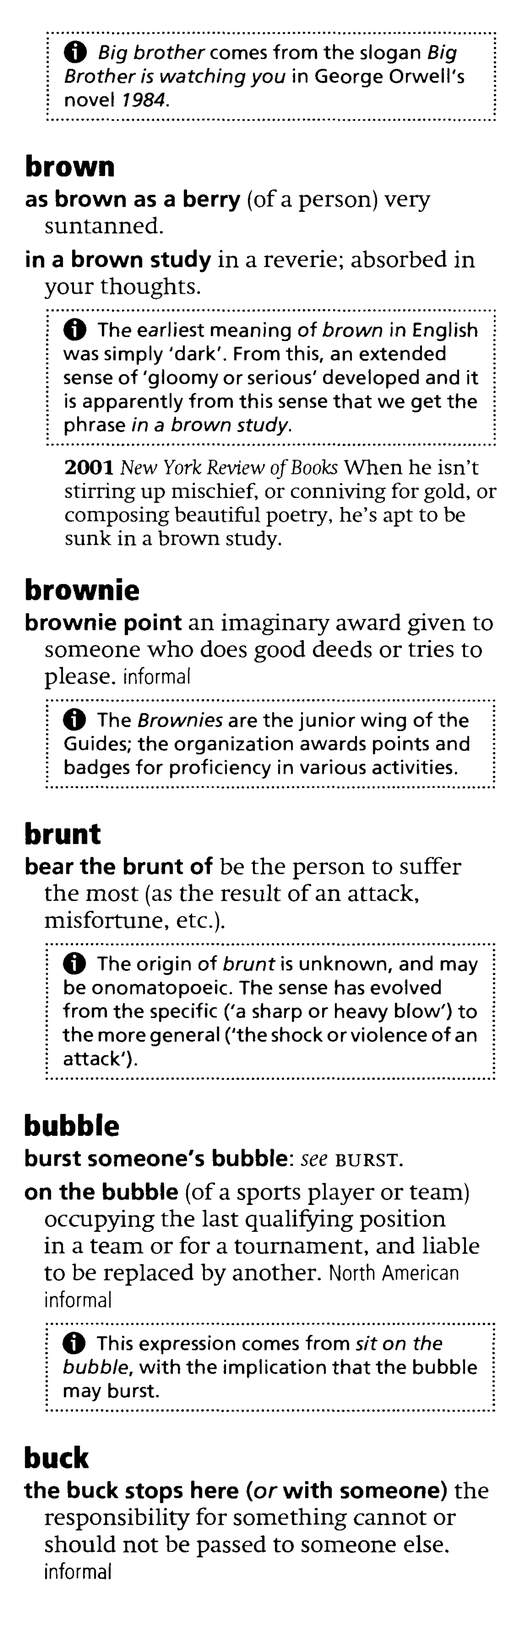 Big brother comes from the slogan Big
Brother is watching you in George Orwell's
novel 1984.
brown
as brown as a berry (of a person) very
suntanned.
in a brown study in a reverie; absorbed in
your thoughts.
The earliest meaning of brown in English
was simply 'dark'. From this, an extended
sense of 'gloomy or serious' developed and it
is apparently from this sense that we get the
phrase in a brown study.
2001 New York Review of Books When he isn't
stirring up mischief, or conniving for gold, or
composing beautiful poetry, he's apt to be
sunk in a brown study.
brownie
brownie point an imaginary award given to
someone who does good deeds or tries to
please. informal
The Brownies are the junior wing of the
Guides; the organization awards points and
badges for proficiency in various activities.
brunt
bear the brunt of be the person to suffer
the most (as the result of an attack,
misfortune, etc.).
The origin of brunt is unknown, and may
be onomatopoeic. The sense has evolved
from the specific ('a sharp or heavy blow') to
the more general ('the shock or violence of an
attack').
bubble
burst someone's bubble: see BURST.
on the bubble (of a sports player or team)
occupying the last qualifying position
in a team or for a tournament, and liable
to be replaced by another. North American
informal
This expression comes from sit on the
bubble, with the implication that the bubble
may burst.
buck
the buck stops here (or with someone) the
responsibility for something cannot or
should not be passed to someone else.
informal